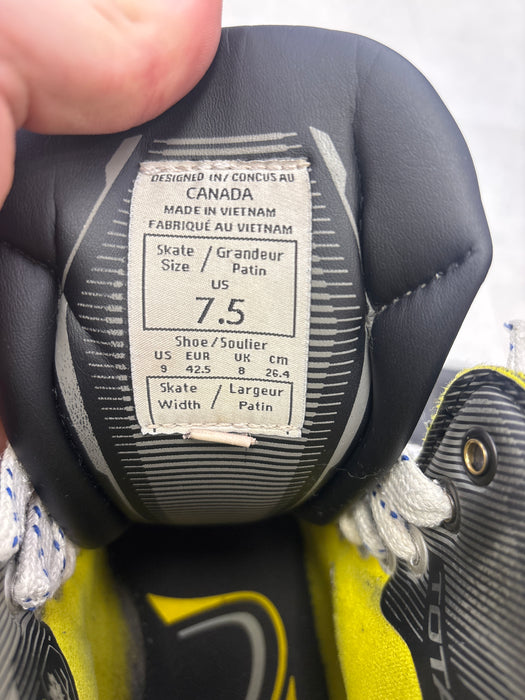 DESIGNED IN/ CONCUS AU
CANADA
MADE IN VIETNAM
FABRIQUÉ AU VIETNAM
Skate / Grandeur
Size / Patin
US
7.5
Shoe/Soulier
US EUR UK cm
9 42.5 8 26.4
Skate / Largeur
Width / Patin